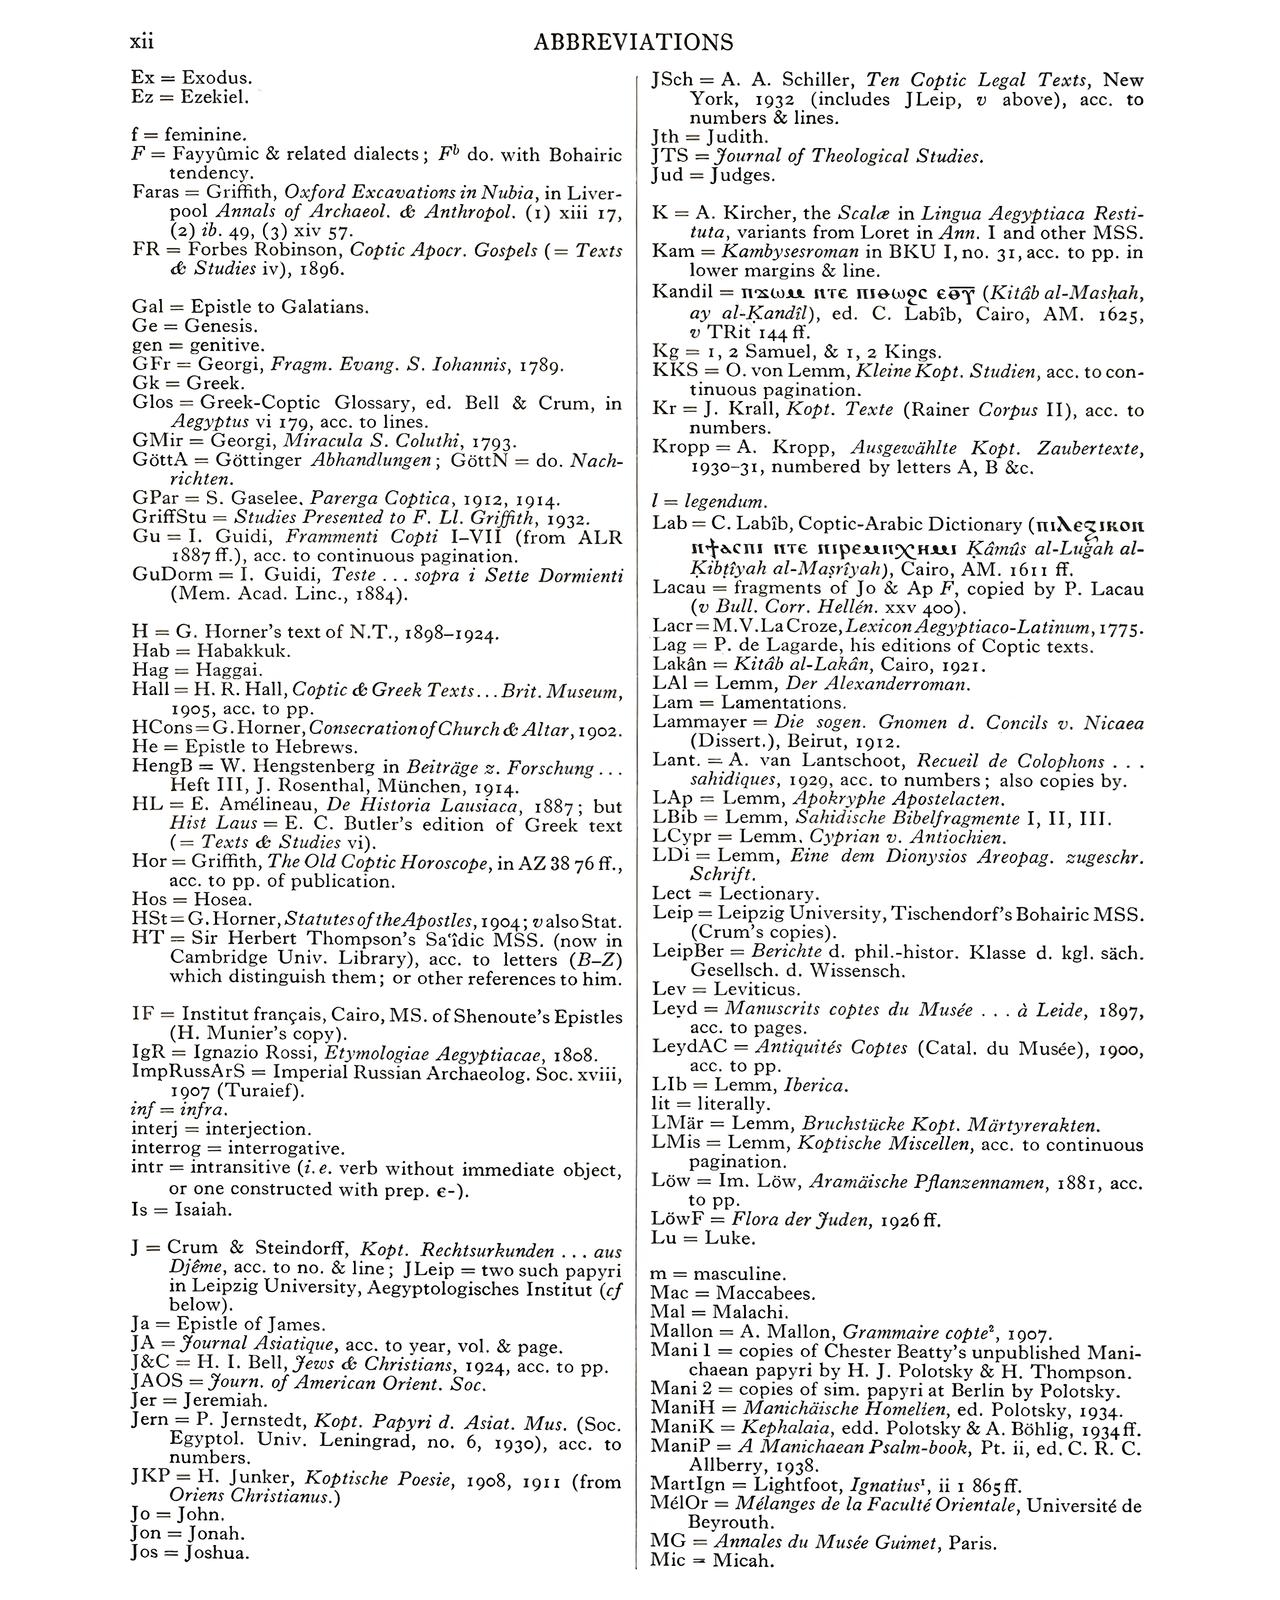 xii
ABBREVIATIONS
Ex = Exodus.
Ez = Ezekiel.
f = feminine.
F = Fayyûmic & related dialects; Fᵇ do. with Bohairic
tendency.
Faras = Griffith, Oxford Excavations in Nubia, in Liver-
pool Annals of Archaeol. & Anthropol. (1) xiii 17,
(2) ib. 49, (3) xiv 57.
FR = Forbes Robinson, Coptic Apocr. Gospels (= Texts
& Studies iv), 1896.
Gal = Epistle to Galatians.
Ge = Genesis.
gen = genitive.
GFr = Georgi, Fragm. Evang. S. Iohannis, 1789.
Gk = Greek.
Glos = Greek-Coptic Glossary, ed. Bell & Crum, in
Aegyptus vi 179, acc. to lines.
GMir = Georgi, Miracula S. Coluthi, 1793.
GöttA = Göttinger Abhandlungen; GöttN = do. Nach-
richten.
GPar = S. Gaselee. Parerga Coptica, 1912, 1914.
GriffStu = Studies Presented to F. Ll. Griffith, 1932.
Gu = I. Guidi, Frammenti Copti I–VII (from ALR
1887 ff.), acc. to continuous pagination.
GuDorm = I. Guidi, Teste ... sopra i Sette Dormienti
(Mem. Acad. Linc., 1884).
H = G. Horner's text of N.T., 1898–1924.
Hab = Habakkuk.
Hag = Haggai.
Hall = H. R. Hall, Coptic & Greek Texts... Brit. Museum,
1905, acc. to pp.
HCons = G. Horner, Consecration of Church & Altar, 1902.
He = Epistle to Hebrews.
HengB = W. Hengstenberg in Beiträge z. Forschung ...
Heft III, J. Rosenthal, München, 1914.
HL = E. Amélineau, De Historia Lausiaca, 1887; but
Hist Laus = E. C. Butler's edition of Greek text
(= Texts & Studies vi).
Hor = Griffith, The Old Coptic Horoscope, in AZ 38 76 ff.,
acc. to pp. of publication.
Hos = Hosea.
HSt = G. Horner, Statutes of the Apostles, 1904; v also Stat.
HT = Sir Herbert Thompson's Sa'îdic MSS. (now in
Cambridge Univ. Library), acc. to letters (B–Z)
which distinguish them; or other references to him.
IF = Institut français, Cairo, MS. of Shenoute's Epistles
(H. Munier's copy).
IgR = Ignazio Rossi, Etymologiae Aegyptiacae, 1808.
ImpRussArS = Imperial Russian Archaeolog. Soc. xviii,
1907 (Turaief).
inf = infra.
interj = interjection.
interrog = interrogative.
intr = intransitive (i.e. verb without immediate object,
or one constructed with prep. ⲉ-).
Is = Isaiah.
J = Crum & Steindorff, Kopt. Rechtsurkunden ... aus
Djême, acc. to no. & line; JLeip = two such papyri
in Leipzig University, Aegyptologisches Institut (cf
below).
Ja = Epistle of James.
JA = Journal Asiatique, acc. to year, vol. & page.
J&C = H. I. Bell, Jews & Christians, 1924, acc. to pp.
JAOS = Journ. of American Orient. Soc.
Jer = Jeremiah.
Jern = P. Jernstedt, Kopt. Papyri d. Asiat. Mus. (Soc.
Egyptol. Univ. Leningrad, no. 6, 1930), acc. to
numbers.
JKP = H. Junker, Koptische Poesie, 1908, 1911 (from
Oriens Christianus.)
Jo = John.
Jon = Jonah.
Jos = Joshua.
JSch = A. A. Schiller, Ten Coptic Legal Texts, New
York, 1932 (includes JLeip, v above), acc. to
numbers & lines.
Jth = Judith.
JTS = Journal of Theological Studies.
Jud = Judges.
K = A. Kircher, the Scalæ in Lingua Aegyptiaca Resti-
tuta, variants from Loret in Ann. I and other MSS.
Kam = Kambysesroman in BKU I, no. 31, acc. to pp. in
lower margins & line.
Kandil = ⲡϫⲱⲙ ⲛⲧⲉ ⲡⲓⲑⲱϩⲥ ⲉⲑⲩ̅ (Kitâb al-Masḥah,
ay al-Ḳandîl), ed. C. Labîb, Cairo, AM. 1625,
v TRit 144 ff.
Kg = 1, 2 Samuel, & 1, 2 Kings.
KKS = O. von Lemm, Kleine Kopt. Studien, acc. to con-
tinuous pagination.
Kr = J. Krall, Kopt. Texte (Rainer Corpus II), acc. to
numbers.
Kropp = A. Kropp, Ausgewählte Kopt. Zaubertexte,
1930–31, numbered by letters A, B &c.
l = legendum.
Lab = C. Labîb, Coptic-Arabic Dictionary (ⲡⲓⲗⲉⲝⲓⲕⲟⲛ
ⲛϯⲁⲥⲡⲓ ⲛⲧⲉ ⲛⲓⲣⲉⲙⲛⲭⲏⲙⲓ Ḳâmûs al-Luġah al-
Ḳibṭîyah al-Maṣrîyah), Cairo, AM. 1611 ff.
Lacau = fragments of Jo & Ap F, copied by P. Lacau
(v Bull. Corr. Hellén. xxv 400).
Lacr = M. V. La Croze, Lexicon Aegyptiaco-Latinum, 1775.
Lag = P. de Lagarde, his editions of Coptic texts.
Lakân = Kitâb al-Lakân, Cairo, 1921.
LAl = Lemm, Der Alexanderroman.
Lam = Lamentations.
Lammayer = Die sogen. Gnomen d. Concils v. Nicaea
(Dissert.), Beirut, 1912.
Lant. = A. van Lantschoot, Recueil de Colophons ...
sahidiques, 1929, acc. to numbers; also copies by.
LAp = Lemm, Apokryphe Apostelacten.
LBib = Lemm, Sahidische Bibelfragmente I, II, III.
LCypr = Lemm. Cyprian v. Antiochien.
LDi = Lemm, Eine dem Dionysios Areopag. zugeschr.
Schrift.
Lect = Lectionary.
Leip = Leipzig University, Tischendorf's Bohairic MSS.
(Crum's copies).
LeipBer = Berichte d. phil.-histor. Klasse d. kgl. säch.
Gesellsch. d. Wissensch.
Lev = Leviticus.
Leyd = Manuscrits coptes du Musée ... à Leide, 1897,
acc. to pages.
LeydAC = Antiquités Coptes (Catal. du Musée), 1900,
acc. to pp.
LIb = Lemm, Iberica.
lit = literally.
LMär = Lemm, Bruchstücke Kopt. Märtyrerakten.
LMis = Lemm, Koptische Miscellen, acc. to continuous
pagination.
Löw = Im. Löw, Aramäische Pflanzennamen, 1881, acc.
to pp.
LöwF = Flora der Juden, 1926 ff.
Lu = Luke.
m = masculine.
Mac = Maccabees.
Mal = Malachi.
Mallon = A. Mallon, Grammaire copte², 1907.
Mani 1 = copies of Chester Beatty's unpublished Mani-
chaean papyri by H. J. Polotsky & H. Thompson.
Mani 2 = copies of sim. papyri at Berlin by Polotsky.
ManiH = Manichäische Homelien, ed. Polotsky, 1934.
ManiK = Kephalaia, edd. Polotsky & A. Böhlig, 1934 ff.
ManiP = A Manichaean Psalm-book, Pt. ii, ed. C. R. C.
Allberry, 1938.
MartIgn = Lightfoot, Ignatius¹, ii 1 865 ff.
MélOr = Mélanges de la Faculté Orientale, Université de
Beyrouth.
MG = Annales du Musée Guimet, Paris.
Mic = Micah.